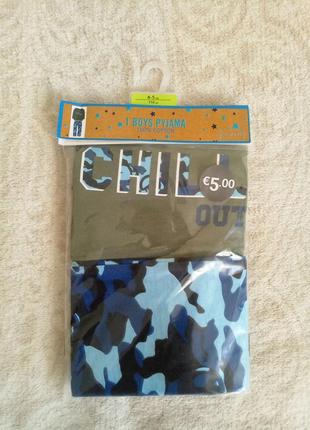 1 BOYS PYJAMA
100% COTTON
CHILL
€5.00
OUT